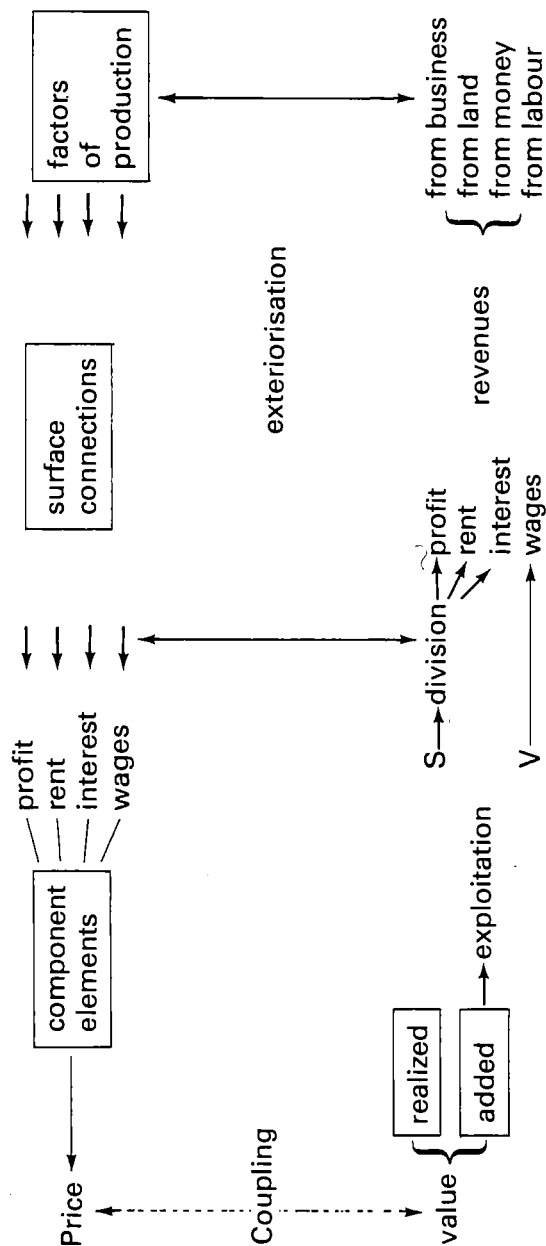 Price
component
elements
profit
rent
interest
wages
surface
connections
factors
of
production
Coupling
exteriorisation
value
realized
added
exploitation
S
division
profit
rent
interest
V
wages
revenues
from business
from land
from money
from labour